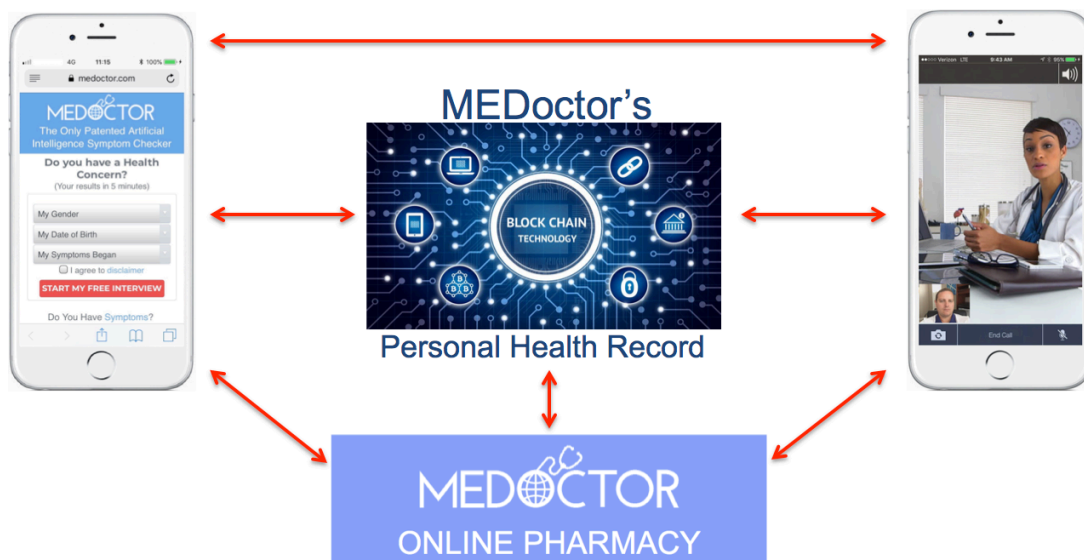 4G 11:15 100%
medoctor.com
MEDOCTOR
The Only Patented Artificial
Intelligence Symptom Checker
Do you have a Health
Concern?
(Your results in 5 minutes)
My Gender
My Date of Birth
My Symptoms Began
I agree to disclaimer
START MY FREE INTERVIEW
Do You Have Symptoms?
MEDoctor's
BLOCK CHAIN
TECHNOLOGY
Personal Health Record
Verizon LTE 9:43 AM 95%
End Call
MEDOCTOR
ONLINE PHARMACY